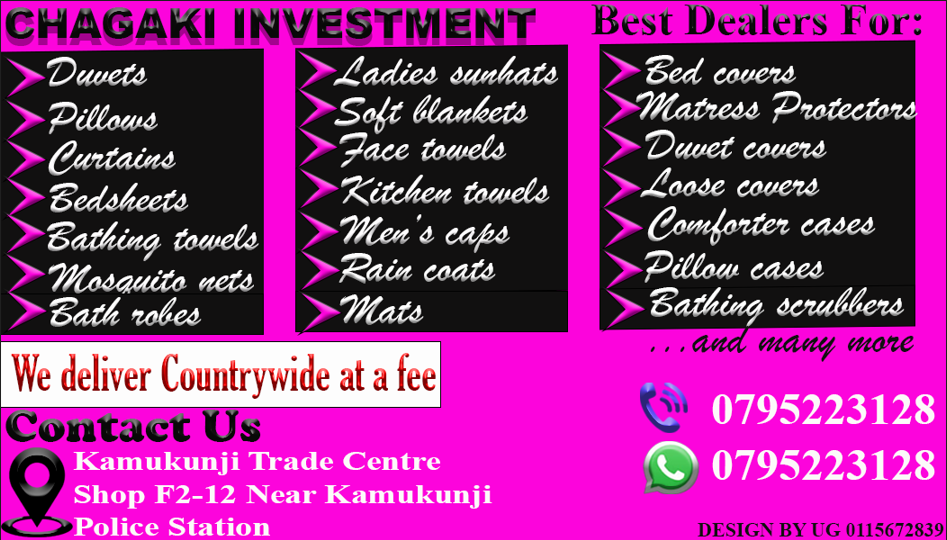 CHAGAKI INVESTMENT
Best Dealers For:
Duvets
Pillows
Curtains
Bedsheets
Bathing towels
Mosquito nets
Bath robes
Ladies sunhats
Soft blankets
Face towels
Kitchen towels
Men's caps
Rain coats
Mats
Bed covers
Matress Protectors
Duvet covers
Loose covers
Comforter cases
Pillow cases
Bathing scrubbers
...and many more
We deliver Countrywide at a fee
Contact Us
Kamukunji Trade Centre
Shop F2-12 Near Kamukunji
Police Station
0795223128
0795223128
DESIGN BY UG 0115672839